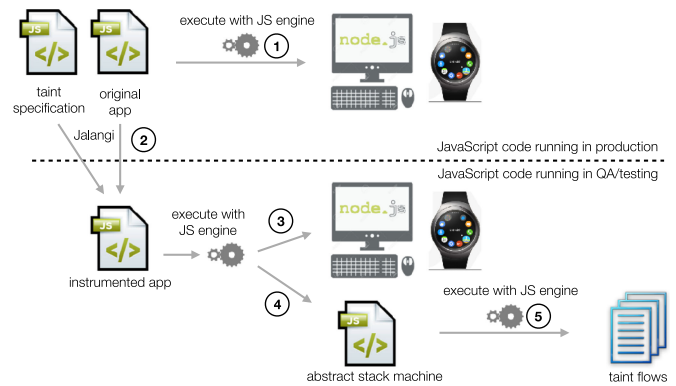 execute with JS engine
1
JS
</>
JS
</>
node.js
taint
specification
original
app
Jalangi
2
JavaScript code running in production
JavaScript code running in QA/testing
JS
</>
instrumented app
execute with
JS engine
3
node.js
4
execute with JS engine
5
JS
</>
abstract stack machine
taint flows